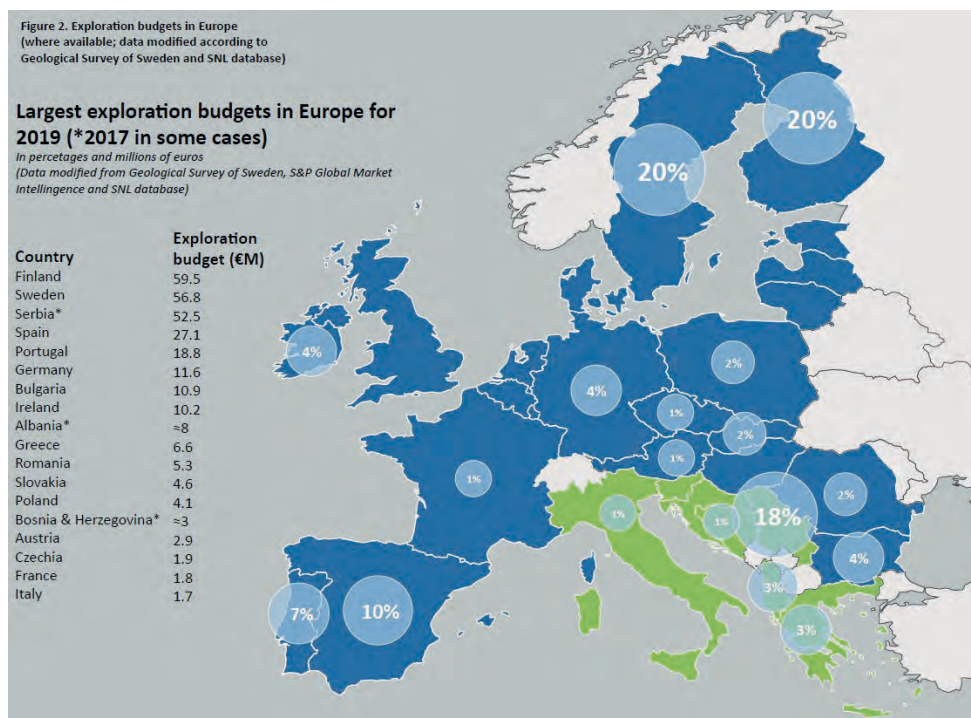 Figure 2. Exploration budgets in Europe
(where available; data modified according to
Geological Survey of Sweden and SNL database)
Largest exploration budgets in Europe for
2019 (*2017 in some cases)
In percetages and millions of euros
(Data modified from Geological Survey of Sweden, S&P Global Market
Intellingence and SNL database)
Country Exploration budget (€M)
Finland 59.5
Sweden 56.8
Serbia* 52.5
Spain 27.1
Portugal 18.8
Germany 11.6
Bulgaria 10.9
Ireland 10.2
Albania* ≈8
Greece 6.6
Romania 5.3
Slovakia 4.6
Poland 4.1
Bosnia & Herzegovina* ≈3
Austria 2.9
Czechia 1.9
France 1.8
Italy 1.7
20%
20%
4%
2%
4%
1%
2%
1%
1%
2%
1%
1%
18%
4%
3%
7%
10%
3%